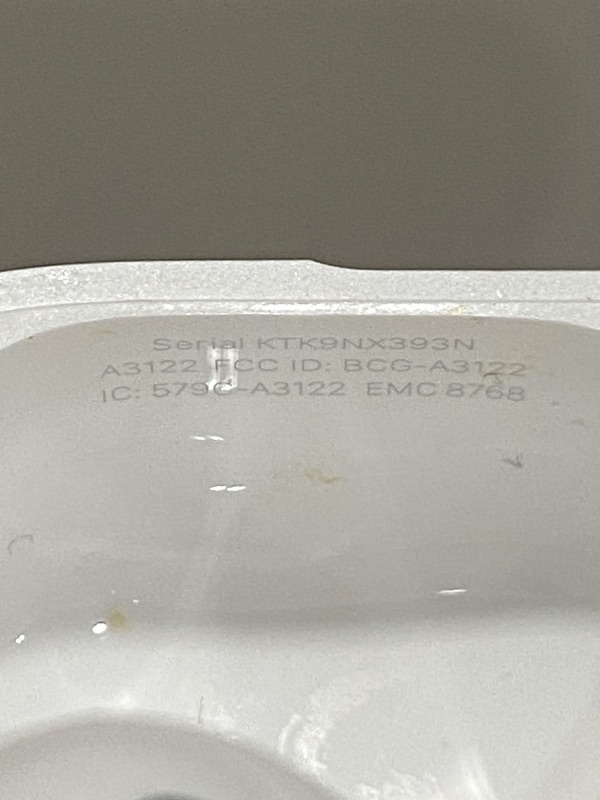 Serial KTK9NX393N
A3122 FCC ID: BCG-A3122
IC: 579C-A3122 EMC 8768